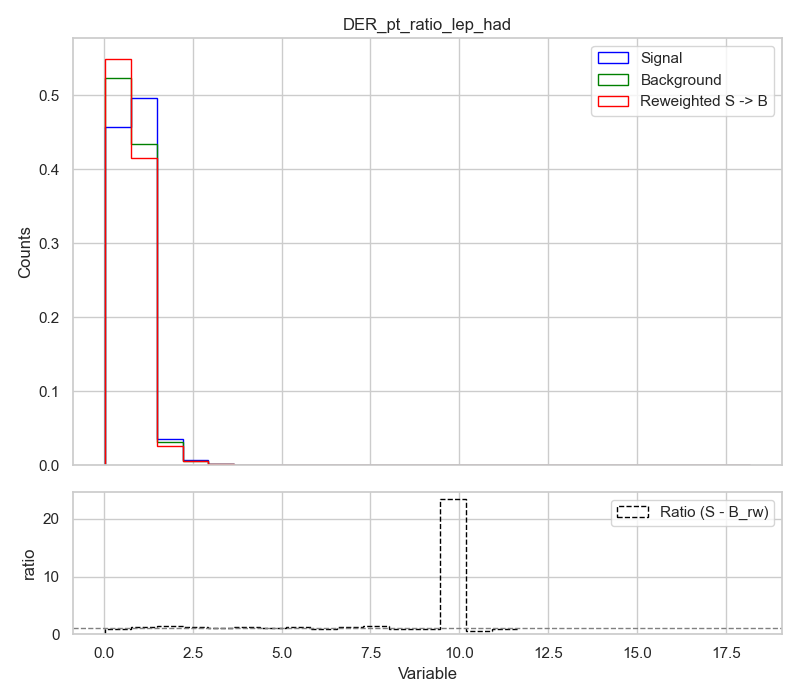 DER_pt_ratio_lep_had
Signal
Background
Reweighted S -> B
Counts
0.5
0.4
0.3
0.2
0.1
0.0
Ratio (S - B_rw)
ratio
20
10
0
0.0 2.5 5.0 7.5 10.0 12.5 15.0 17.5
Variable